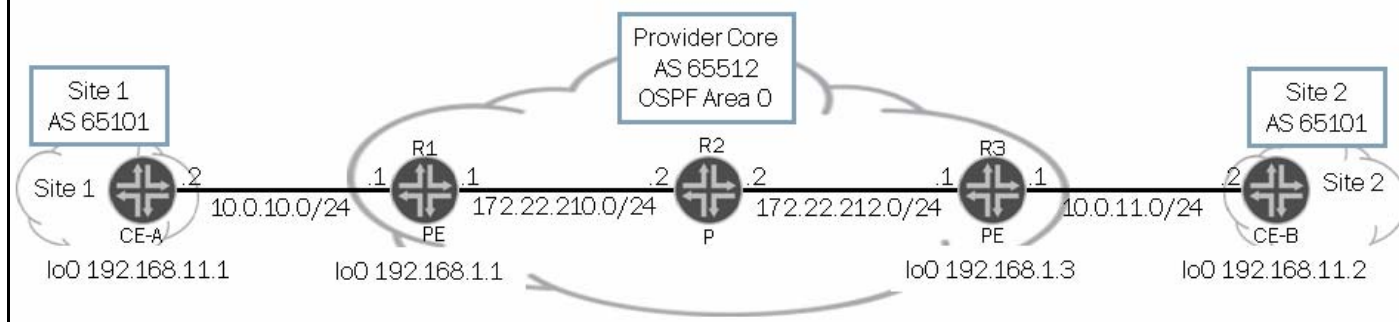 Provider Core
AS 65512
OSPF Area 0
Site 1
AS 65101
Site 2
AS 65101
R1
R2
R3
Site 1
.2
.1
.1
.2
.2
.1
.1
.2
Site 2
10.0.10.0/24
172.22.210.0/24
172.22.212.0/24
10.0.11.0/24
CE-A
PE
P
PE
CE-B
lo0 192.168.11.1
lo0 192.168.1.1
lo0 192.168.1.3
lo0 192.168.11.2